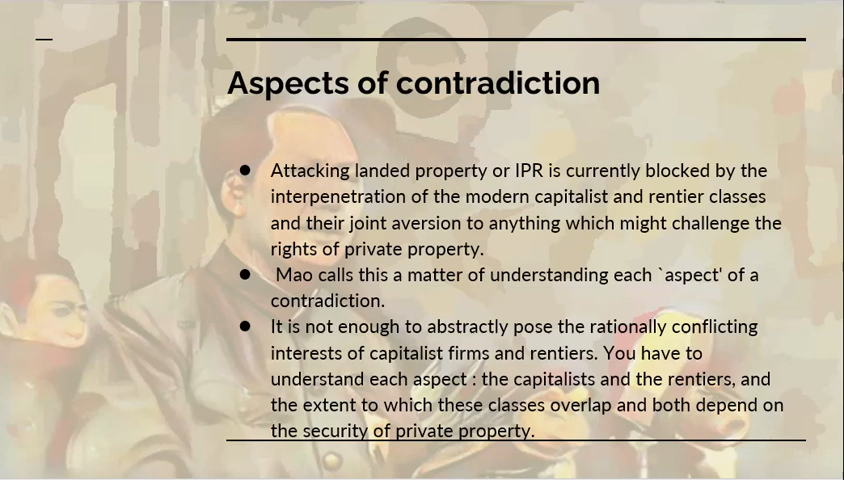 Aspects of contradiction
● Attacking landed property or IPR is currently blocked by the
interpenetration of the modern capitalist and rentier classes
and their joint aversion to anything which might challenge the
rights of private property.
● Mao calls this a matter of understanding each `aspect' of a
contradiction.
● It is not enough to abstractly pose the rationally conflicting
interests of capitalist firms and rentiers. You have to
understand each aspect : the capitalists and the rentiers, and
the extent to which these classes overlap and both depend on
the security of private property.